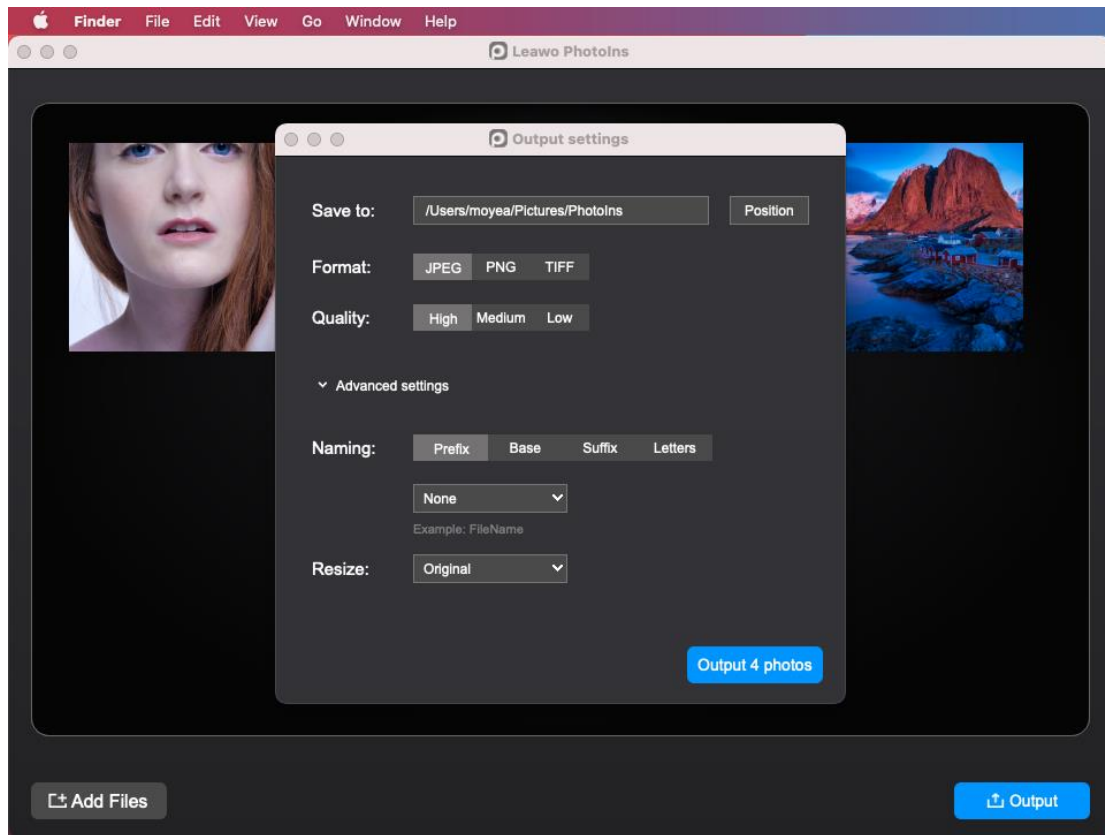 Finder File Edit View Go Window Help
Leawo PhotoIns
Output settings
Save to: /Users/moyea/Pictures/PhotoIns Position
Format: JPEG PNG TIFF
Quality: High Medium Low
Advanced settings
Naming: Prefix Base Suffix Letters
None
Example: FileName
Resize: Original
Output 4 photos
Add Files Output